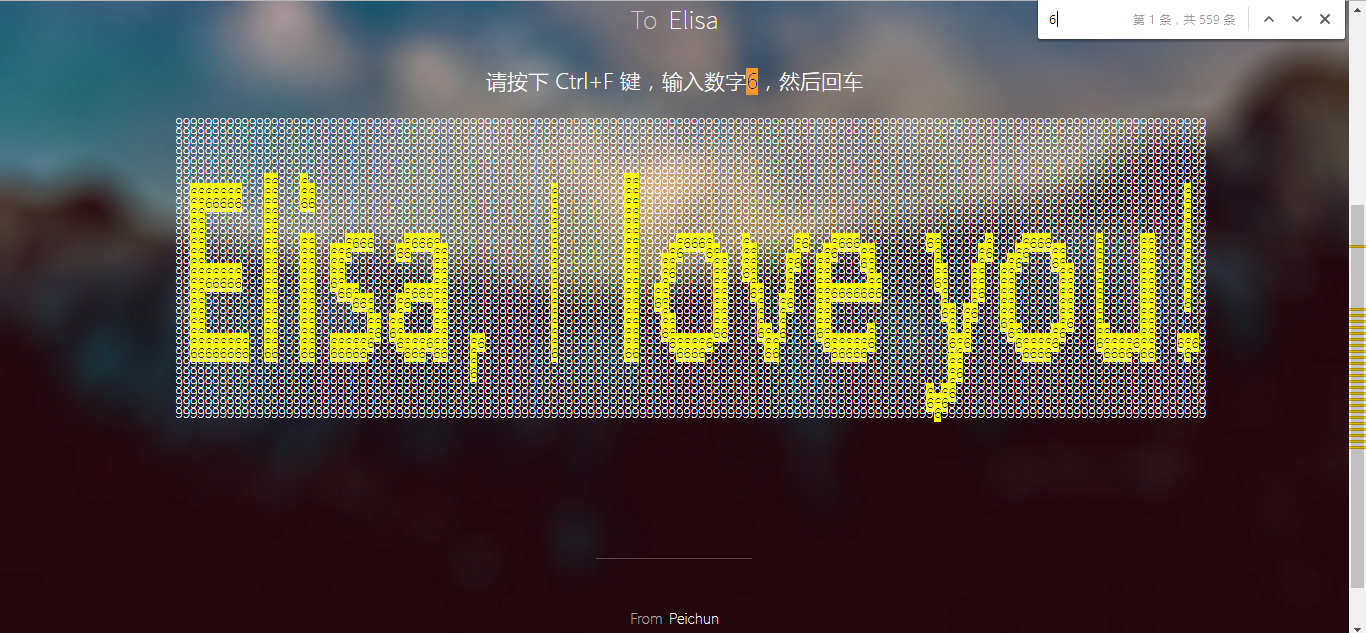 To Elisa
6 第 1 条，共 559 条
请按下 Ctrl+F 键，输入数字6，然后回车
Elisa, I love you!
From Peichun